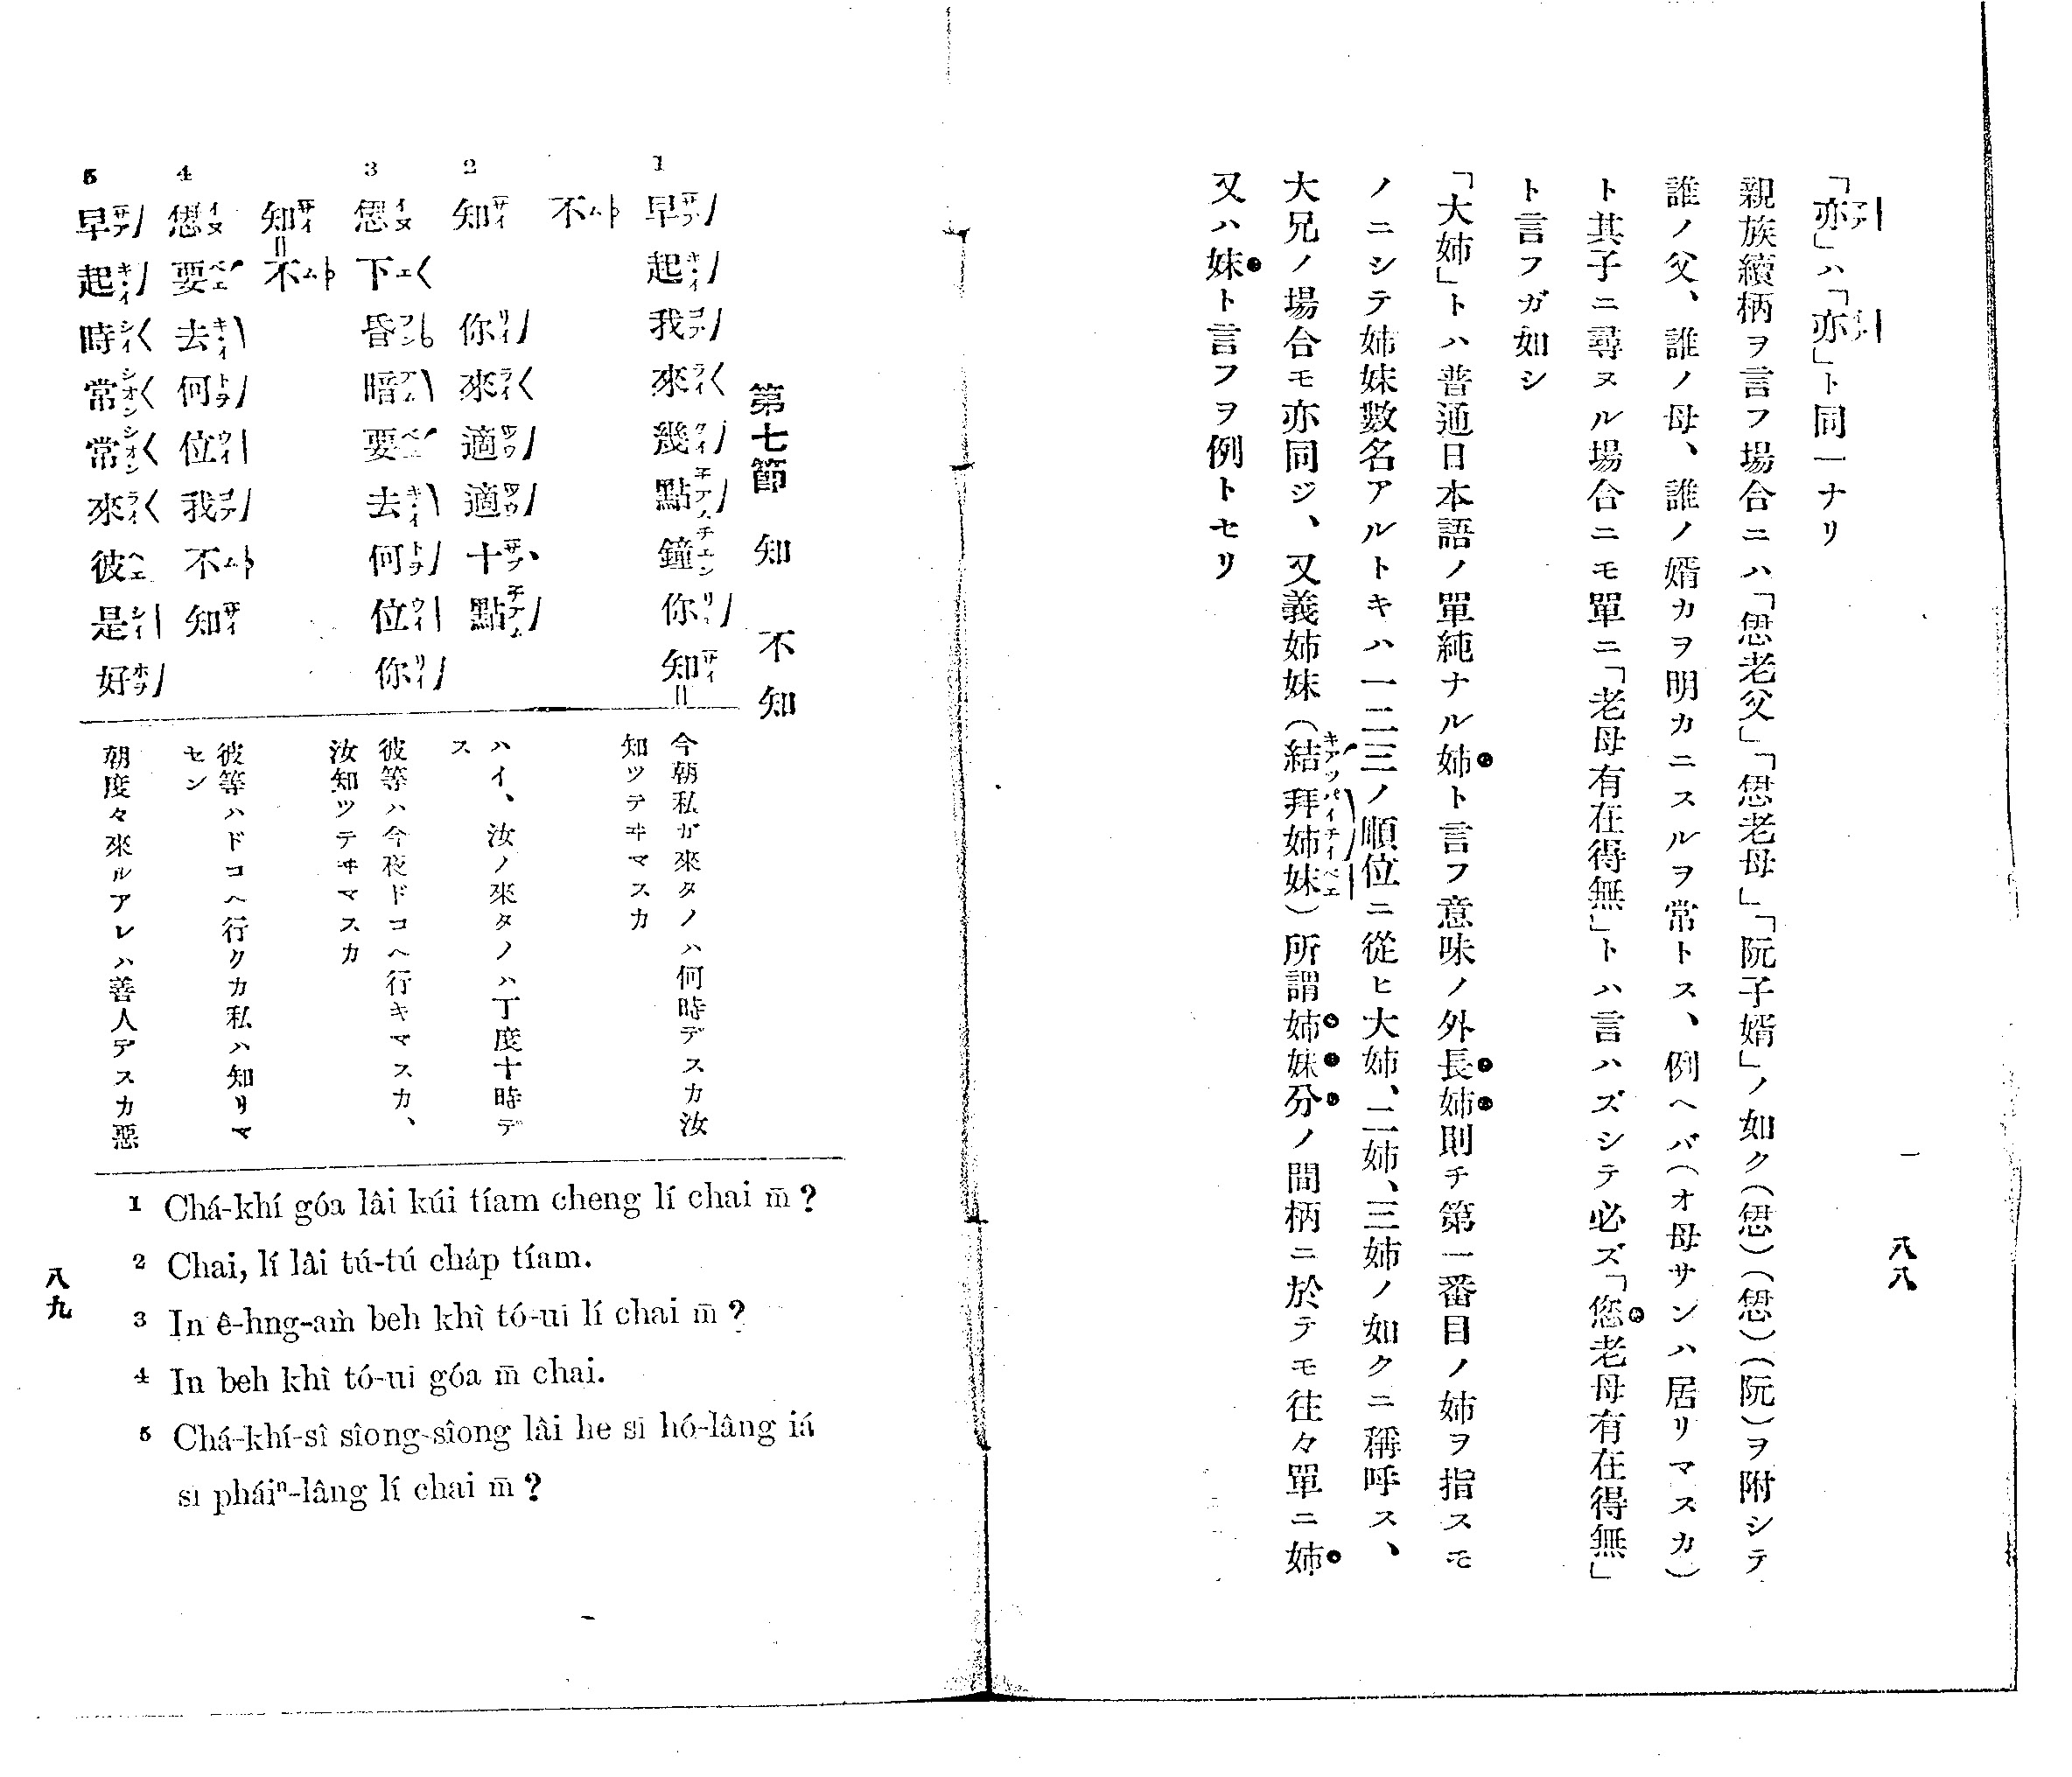 八八
「亦」ハ「亦」ト同一ナリ
親族續柄ヲ言フ場合ニハ「𪜶老父」「𪜶老母」「阮子婿」ノ如ク(𪜶)(𪜶)(阮)ヲ附シテ
誰ノ父、誰ノ母、誰ノ婿カヲ明カニスルヲ常トス、例ヘバ(オ母サンハ居リマスカ)
ト其子ニ尋ヌル場合ニモ單ニ「老母有在得無」トハ言ハズシテ必ズ「您老母有在得無」
ト言フガ如シ
「大姉」トハ普通日本語ノ單純ナル姉ト言フ意味ノ外長姉則チ第一番目ノ姉ヲ指スモ
ノニシテ姉妹數名アルトキハ一二三ノ順位ニ從ヒ大姉、二姉、三姉ノ如クニ稱呼ス、
大兄ノ場合モ亦同ジ、又義姉妹(結拜姉妹)所謂姉妹分ノ間柄ニ於テモ往々單ニ姉
又ハ妹ト言フヲ例トセリ
第七節 知 不知
1 早起我來幾點鐘你知
不
2 知 你來適適十點
3 𪜶下昏暗要去何位你
知不
4 𪜶要去何位我不知
5 早起時常常來彼是好
今朝私ガ來タノハ何時デスカ汝
知ツテヰマスカ
ハイ、汝ノ來タノハ丁度十時デ
ス
彼等ハ今夜ドコヘ行キマスカ、
汝知ツテヰマスカ
彼等ハドコヘ行クカ私ハ知リマ
セン
朝度々來ルアレハ善人デスカ惡
1 Chá-khí góa lâi kúi tíam cheng lí chai m̄?
2 Chai, lí lâi tú-tú cha̍p tíam.
3 In ê-hng-àm beh khì tó-ui lí chai m̄?
4 In beh khì tó-ui góa m̄ chai.
5 Chá-khí-sî sîong-sîong lâi he sī hó-lâng iá
sī pháiⁿ-lâng lí chai m̄?
八九